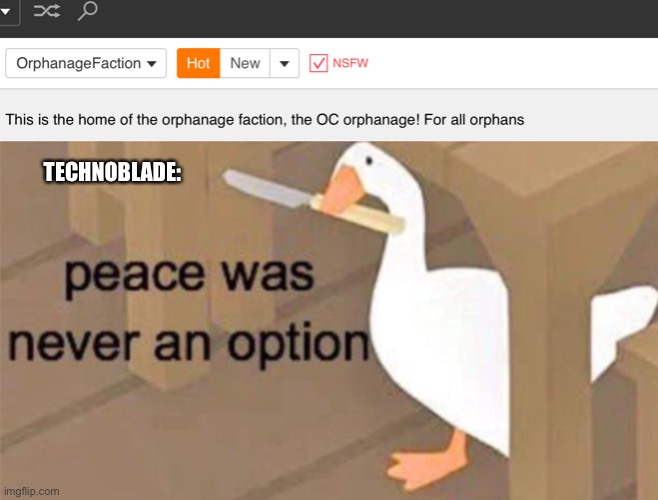 OrphanageFaction
Hot
New
NSFW
This is the home of the orphanage faction, the OC orphanage! For all orphans
TECHNOBLADE:
peace was
never an option
imgflip.com